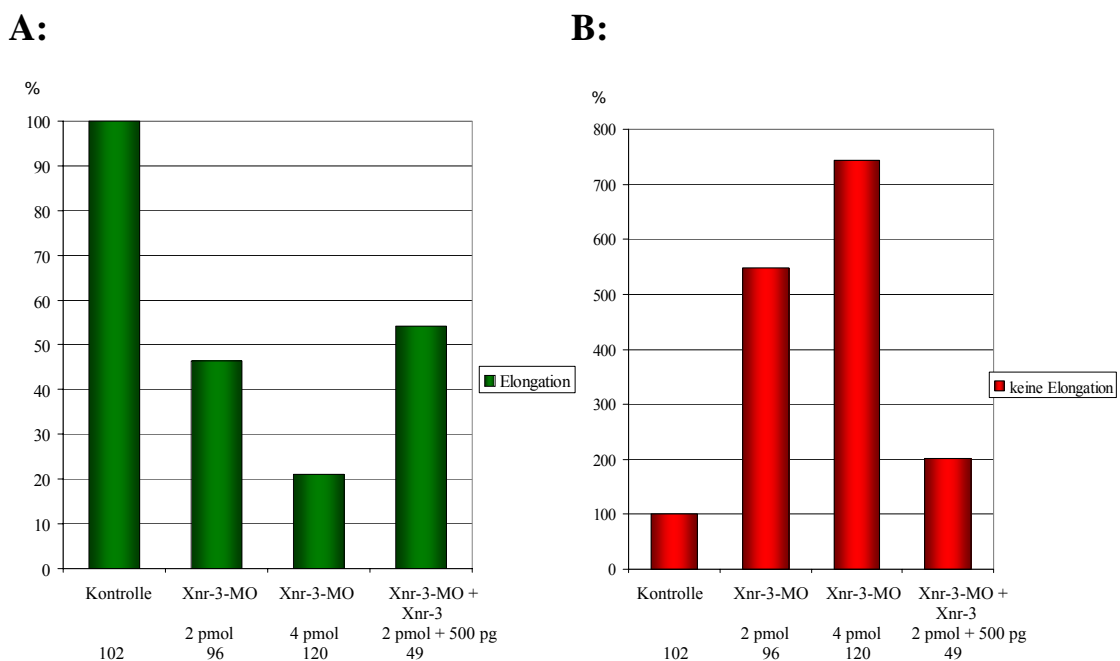 A:
%
100
90
80
70
60
50
40
30
20
10
0
Kontrolle Xnr-3-MO Xnr-3-MO Xnr-3-MO +
Xnr-3
2 pmol 4 pmol 2 pmol + 500 pg
102 96 120 49
Elongation
B:
%
800
700
600
500
400
300
200
100
0
Kontrolle Xnr-3-MO Xnr-3-MO Xnr-3-MO +
Xnr-3
2 pmol 4 pmol 2 pmol + 500 pg
102 96 120 49
keine Elongation